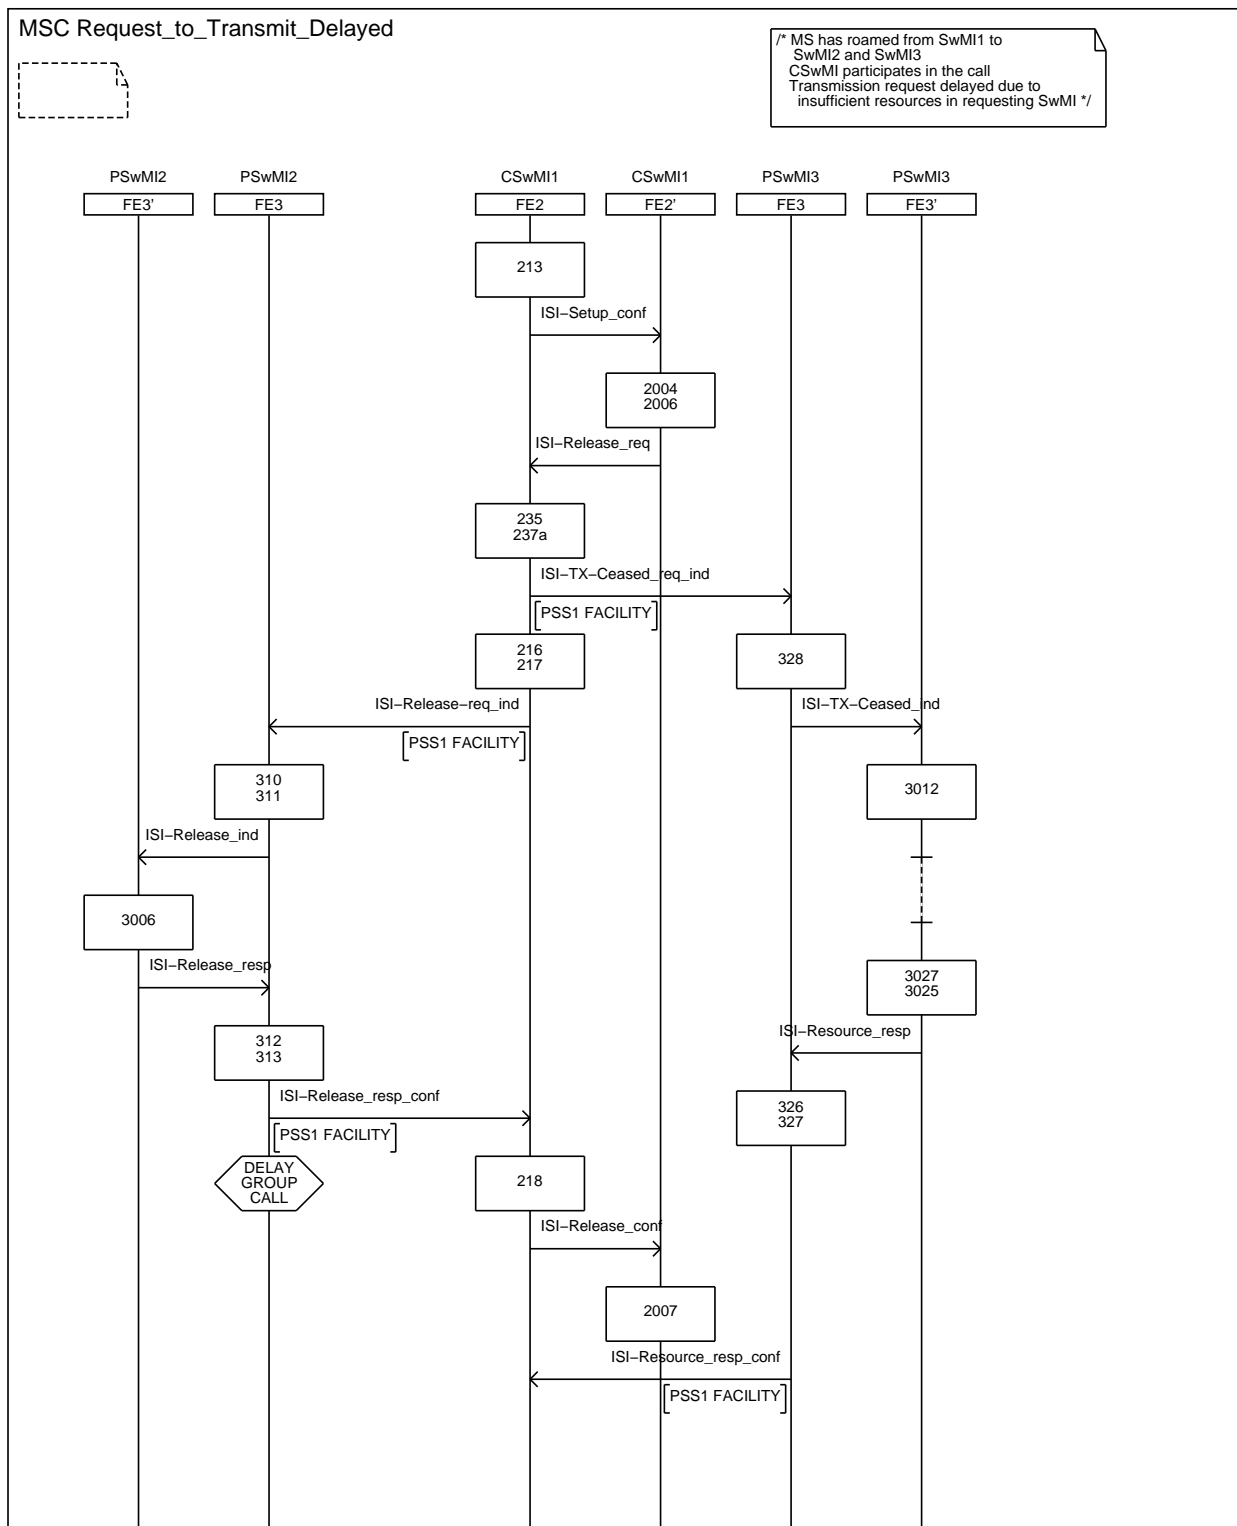 MSC Request_to_Transmit_Delayed
/* MS has roamed from SwMI1 to
SwMI2 and SwMI3
CSwMI participates in the call
Transmission request delayed due to
insufficient resources in requesting SwMI */
PSwMI2 PSwMI2 CSwMI1 CSwMI1 PSwMI3 PSwMI3
FE3' FE3 FE2 FE2' FE3 FE3'
213
ISI−Setup_conf
2004
2006
ISI−Release_req
235
237a
ISI−TX−Ceased_req_ind
PSS1 FACILITY
216
217
328
ISI−Release−req_ind
ISI−TX−Ceased_ind
PSS1 FACILITY
310
311
3012
ISI−Release_ind
3006
ISI−Release_resp
3027
3025
312
313
ISI−Resource_resp
ISI−Release_resp_conf
326
327
PSS1 FACILITY
DELAY
GROUP
CALL
218
ISI−Release_conf
2007
ISI−Resource_resp_conf
PSS1 FACILITY